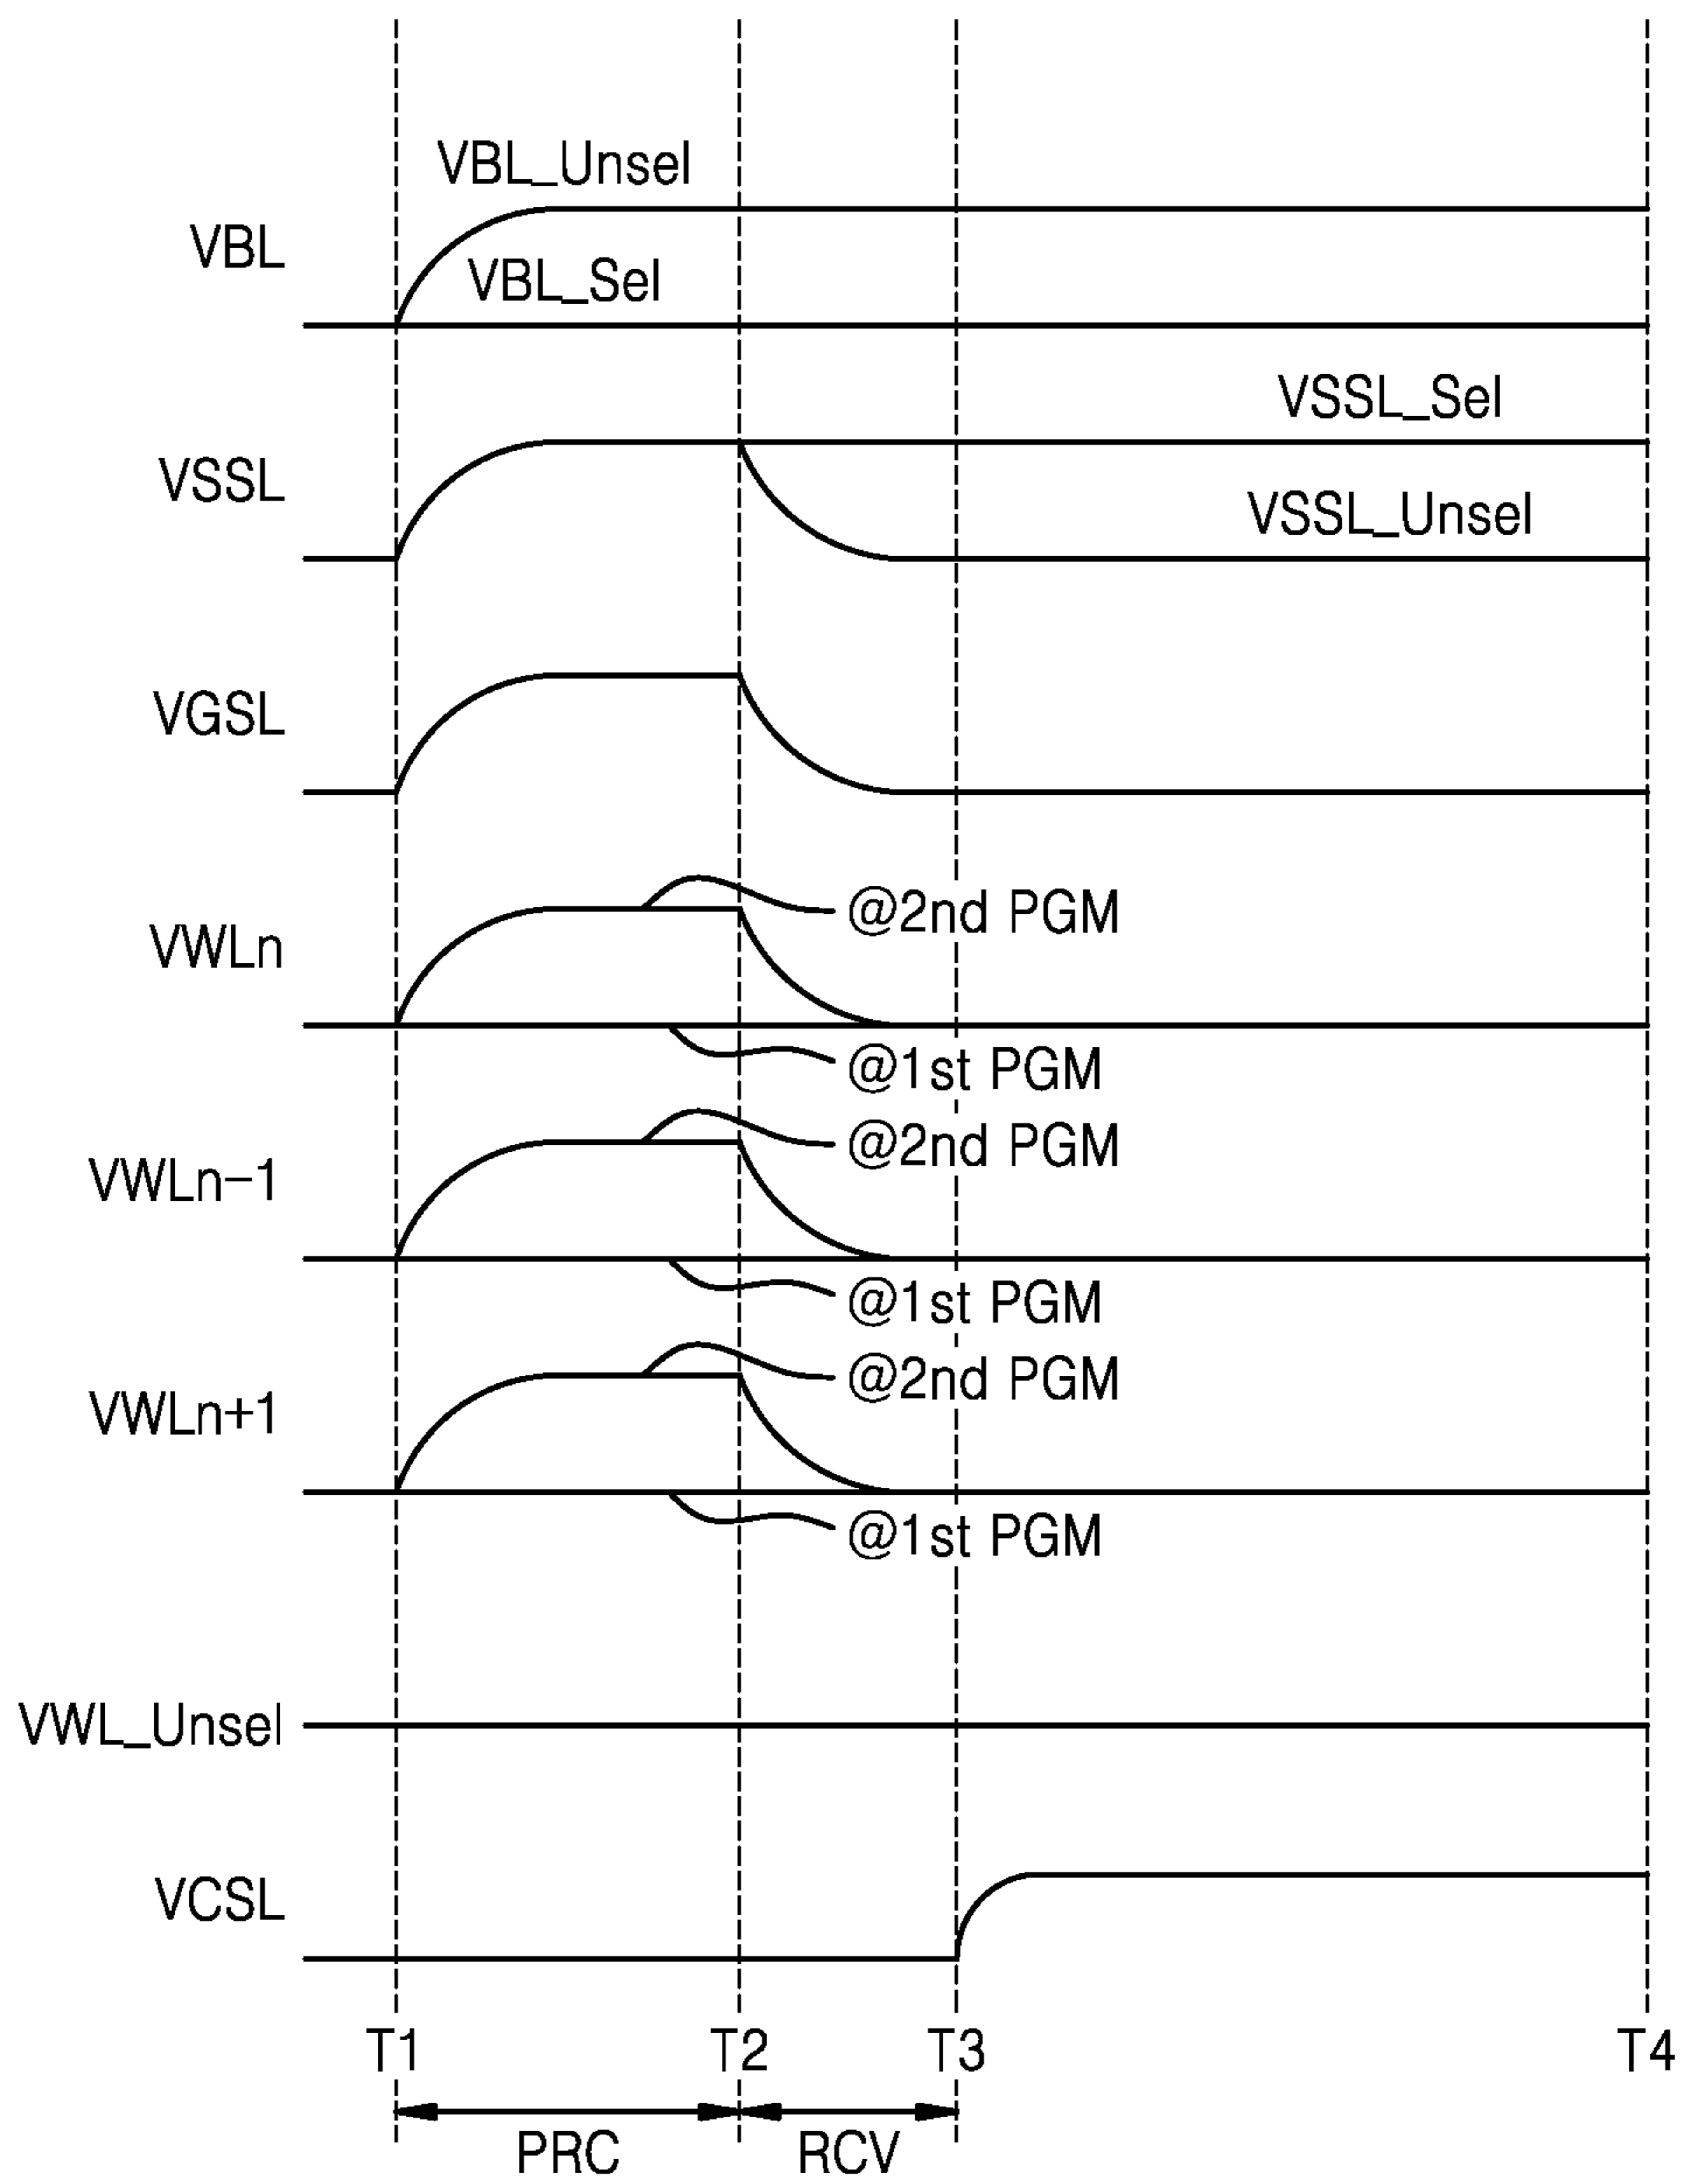 VBL_Unsel
VBL
VBL_Sel
VSSL_Sel
VSSL
VSSL_Unsel
VGSL
@2nd PGM
VWLn
@1st PGM
@2nd PGM
VWLn-1
@1st PGM
@2nd PGM
VWLn+1
@1st PGM
VWL_Unsel
VCSL
T1 T2 T3 T4
PRC RCV